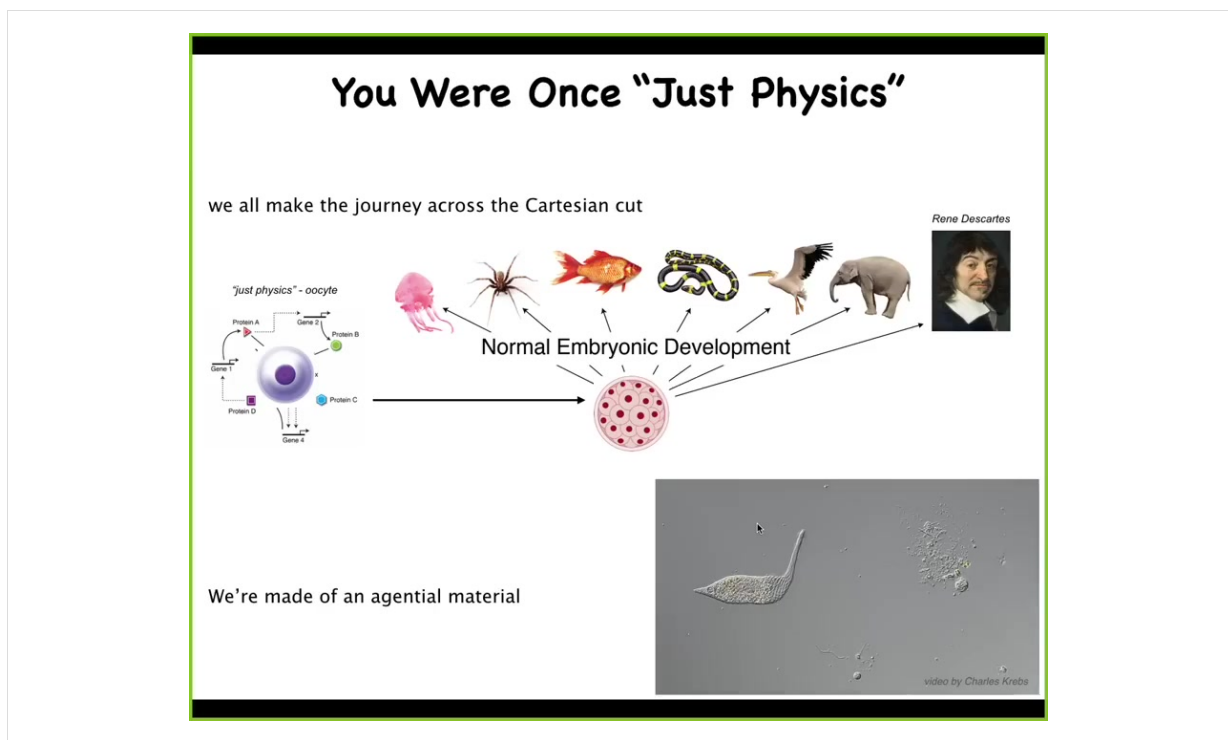 You Were Once “Just Physics”
we all make the journey across the Cartesian cut
Rene Descartes
“just physics” - oocyte
Protein A
Gene 2
Protein B
Gene 1
x
Protein D
Protein C
Gene 4
Normal Embryonic Development
We’re made of an agential material
video by Charles Krebs